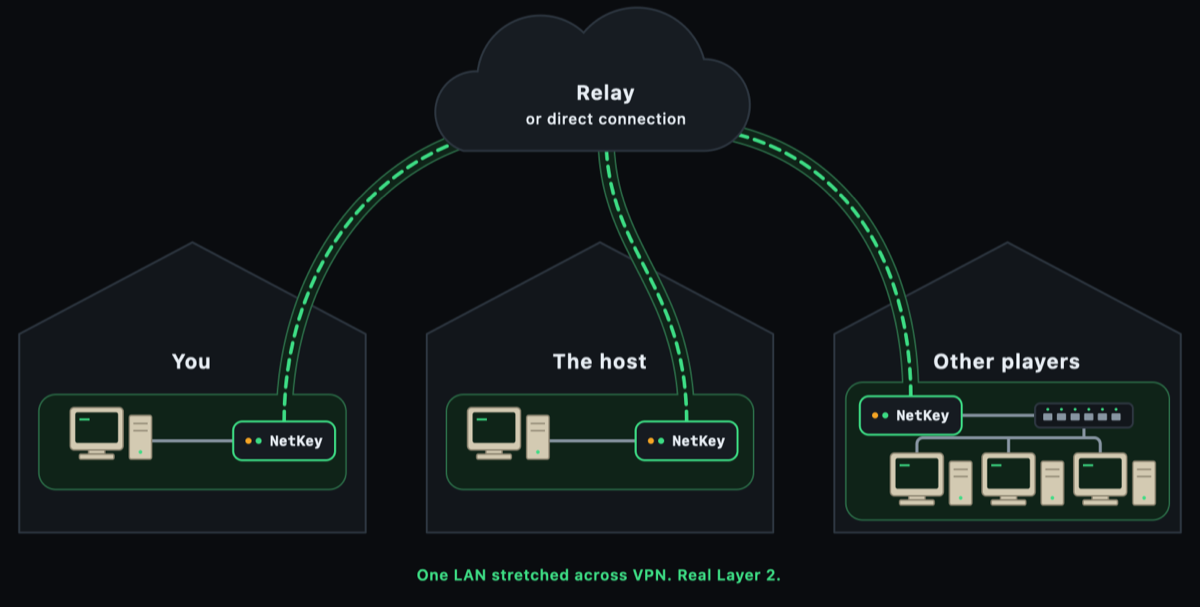 Relay
or direct connection
You
The host
Other players
NetKey
NetKey
NetKey
One LAN stretched across VPN. Real Layer 2.